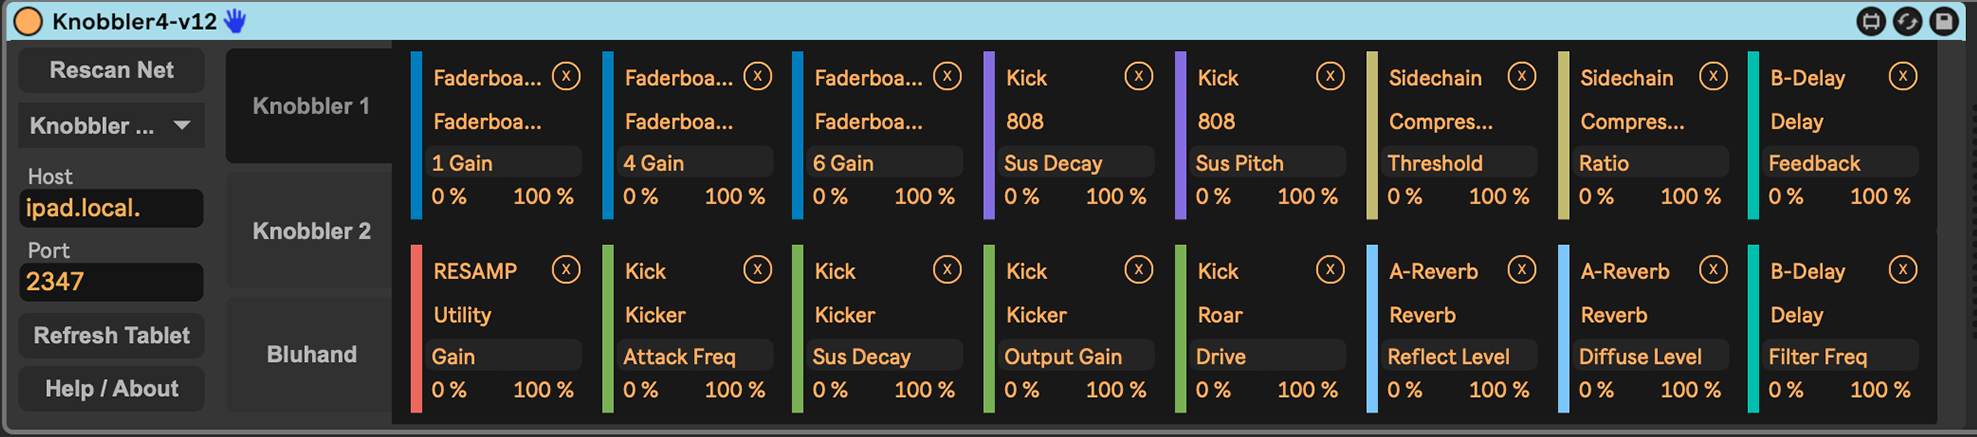 Knobbler4-v12
Rescan Net
Knobbler ...
Host
ipad.local.
Port
2347
Refresh Tablet
Help / About
Knobbler 1
Knobbler 2
Bluhand
Faderboa... X
Faderboa...
1 Gain
0 % 100 %
Faderboa... X
Faderboa...
4 Gain
0 % 100 %
Faderboa... X
Faderboa...
6 Gain
0 % 100 %
Kick X
808
Sus Decay
0 % 100 %
Kick X
808
Sus Pitch
0 % 100 %
Sidechain X
Compres...
Threshold
0 % 100 %
Sidechain X
Compres...
Ratio
0 % 100 %
B-Delay X
Delay
Feedback
0 % 100 %
RESAMP X
Utility
Gain
0 % 100 %
Kick X
Kicker
Attack Freq
0 % 100 %
Kick X
Kicker
Sus Decay
0 % 100 %
Kick X
Kicker
Output Gain
0 % 100 %
Kick X
Roar
Drive
0 % 100 %
A-Reverb X
Reverb
Reflect Level
0 % 100 %
A-Reverb X
Reverb
Diffuse Level
0 % 100 %
B-Delay X
Delay
Filter Freq
0 % 100 %